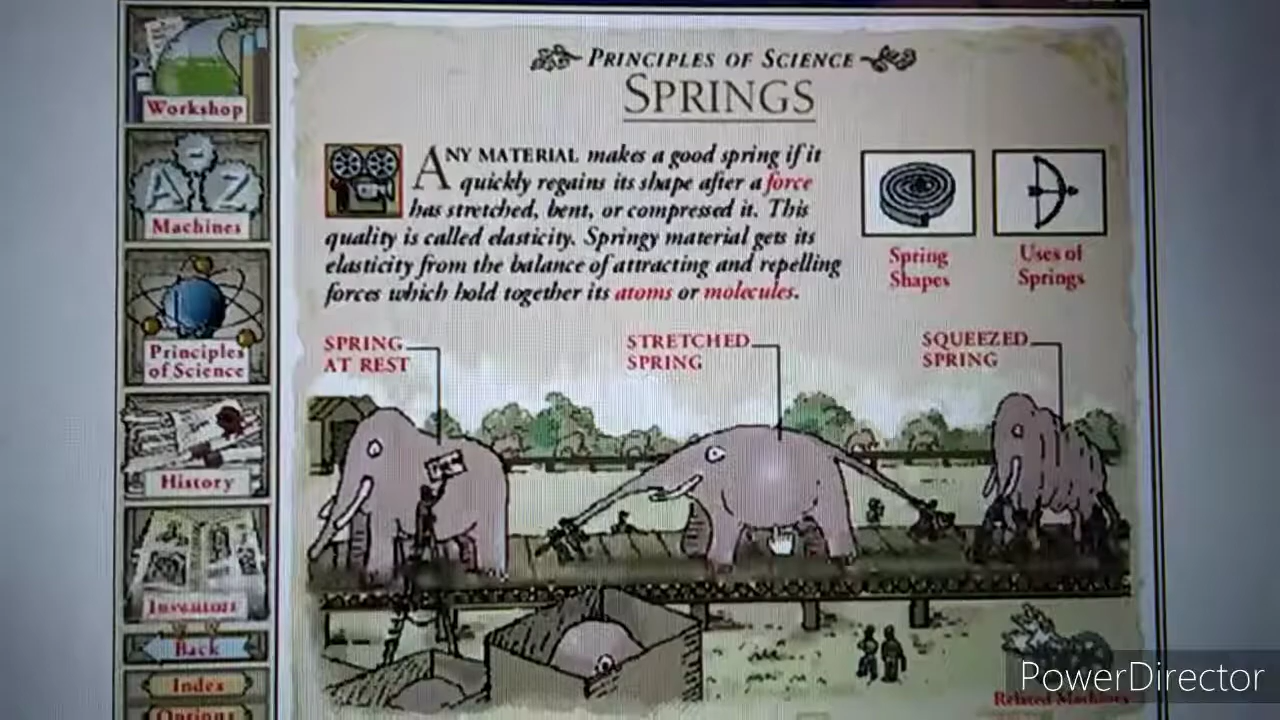 Workshop
Machines
Principles
of Science
History
Inventors
Back
Index
Options
PRINCIPLES OF SCIENCE
SPRINGS
ANY MATERIAL makes a good spring if it
quickly regains its shape after a force
has stretched, bent, or compressed it. This
quality is called elasticity. Springy material gets its
elasticity from the balance of attracting and repelling
forces which hold together its atoms or molecules.
Spring
Shapes
Uses of
Springs
SPRING
AT REST
STRETCHED
SPRING
SQUEEZED
SPRING
Related Machines
PowerDirector